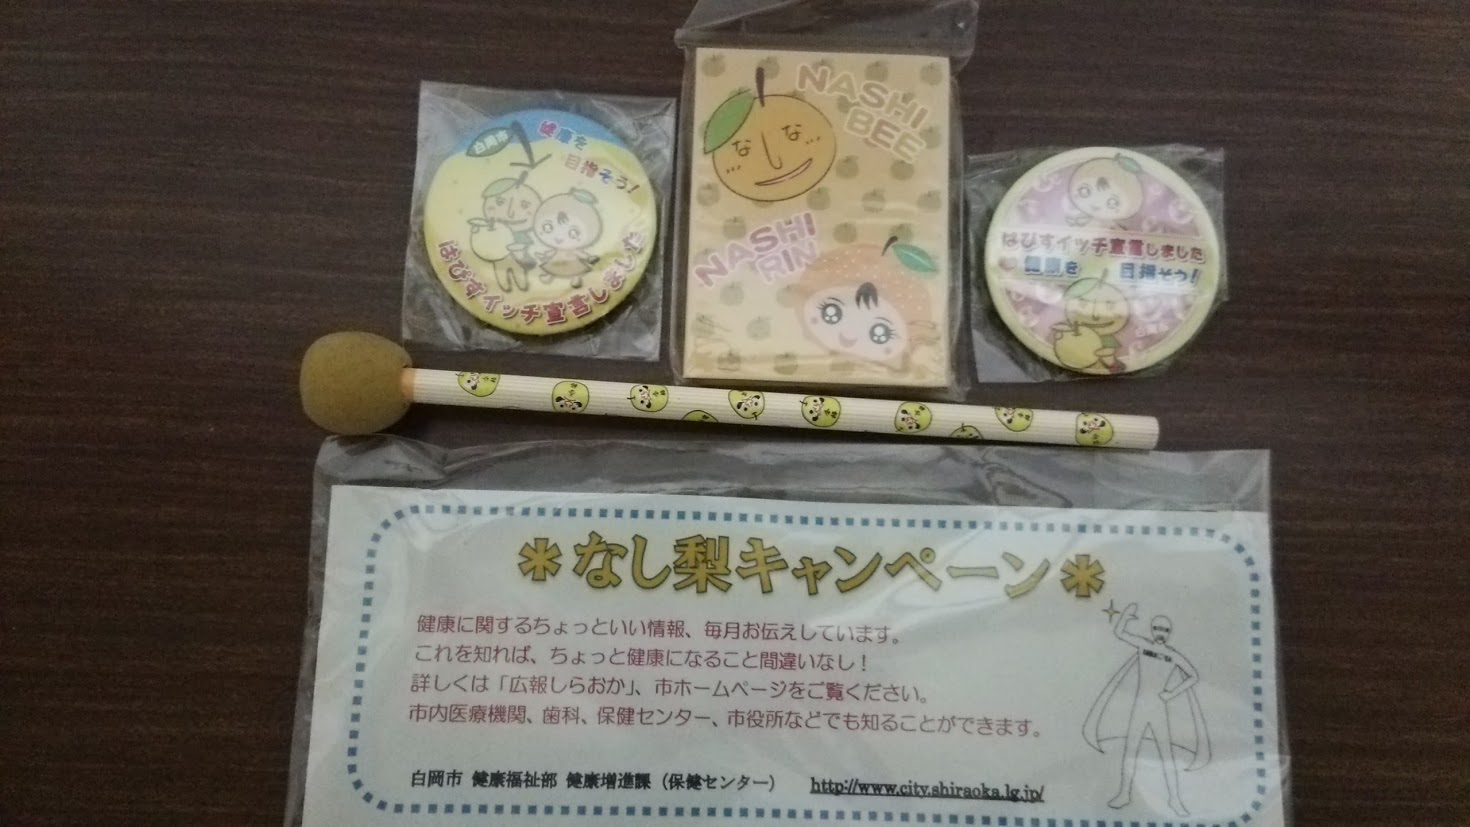 白岡市
健康を
目指そう!
はぴすイッチ宣言しました
NASHI
BEE
なな
NASHI
RIN
はぴすイッチ宣言しました
健康を 目指そう!
*なし梨キャンペーン*
健康に関するちょっといい情報、毎月お伝えしています。
これを知れば、ちょっと健康になること間違いなし!
詳しくは「広報しらおか」、市ホームページをご覧ください。
市内医療機関、歯科、保健センター、市役所などでも知ることができます。
白岡市 健康福祉部 健康増進課(保健センター) http://www.city.shiraoka.lg.jp/